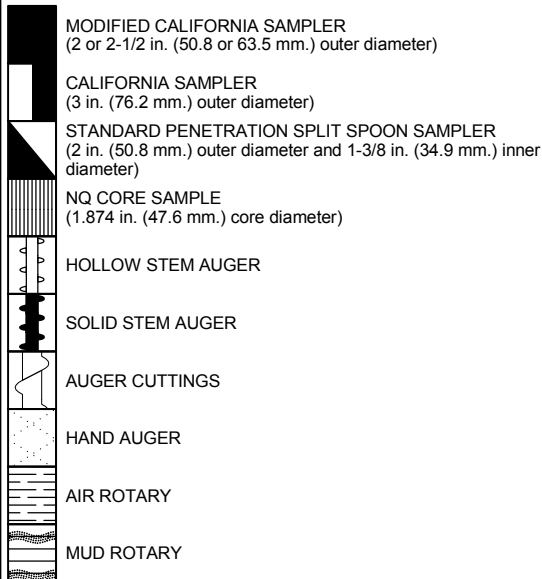 MODIFIED CALIFORNIA SAMPLER
(2 or 2-1/2 in. (50.8 or 63.5 mm.) outer diameter)
CALIFORNIA SAMPLER
(3 in. (76.2 mm.) outer diameter)
STANDARD PENETRATION SPLIT SPOON SAMPLER
(2 in. (50.8 mm.) outer diameter and 1-3/8 in. (34.9 mm.) inner
diameter)
NQ CORE SAMPLE
(1.874 in. (47.6 mm.) core diameter)
HOLLOW STEM AUGER
SOLID STEM AUGER
AUGER CUTTINGS
HAND AUGER
AIR ROTARY
MUD ROTARY